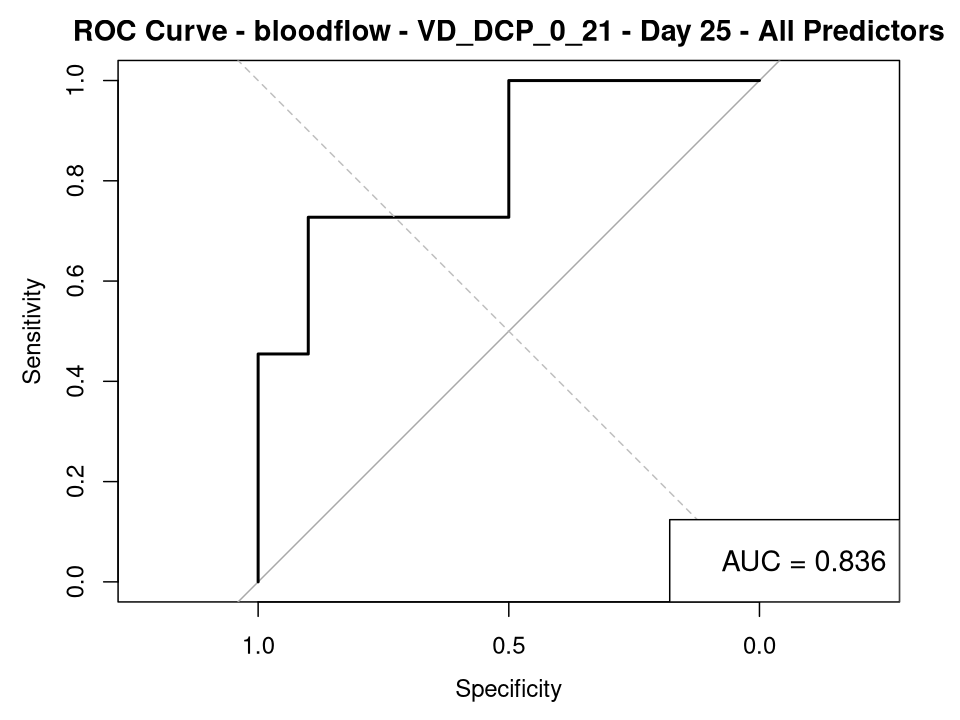 ROC Curve - bloodflow - VD_DCP_0_21 - Day 25 - All Predictors
Sensitivity
1.0
0.8
0.6
0.4
0.2
0.0
AUC = 0.836
1.0 0.5 0.0
Specificity